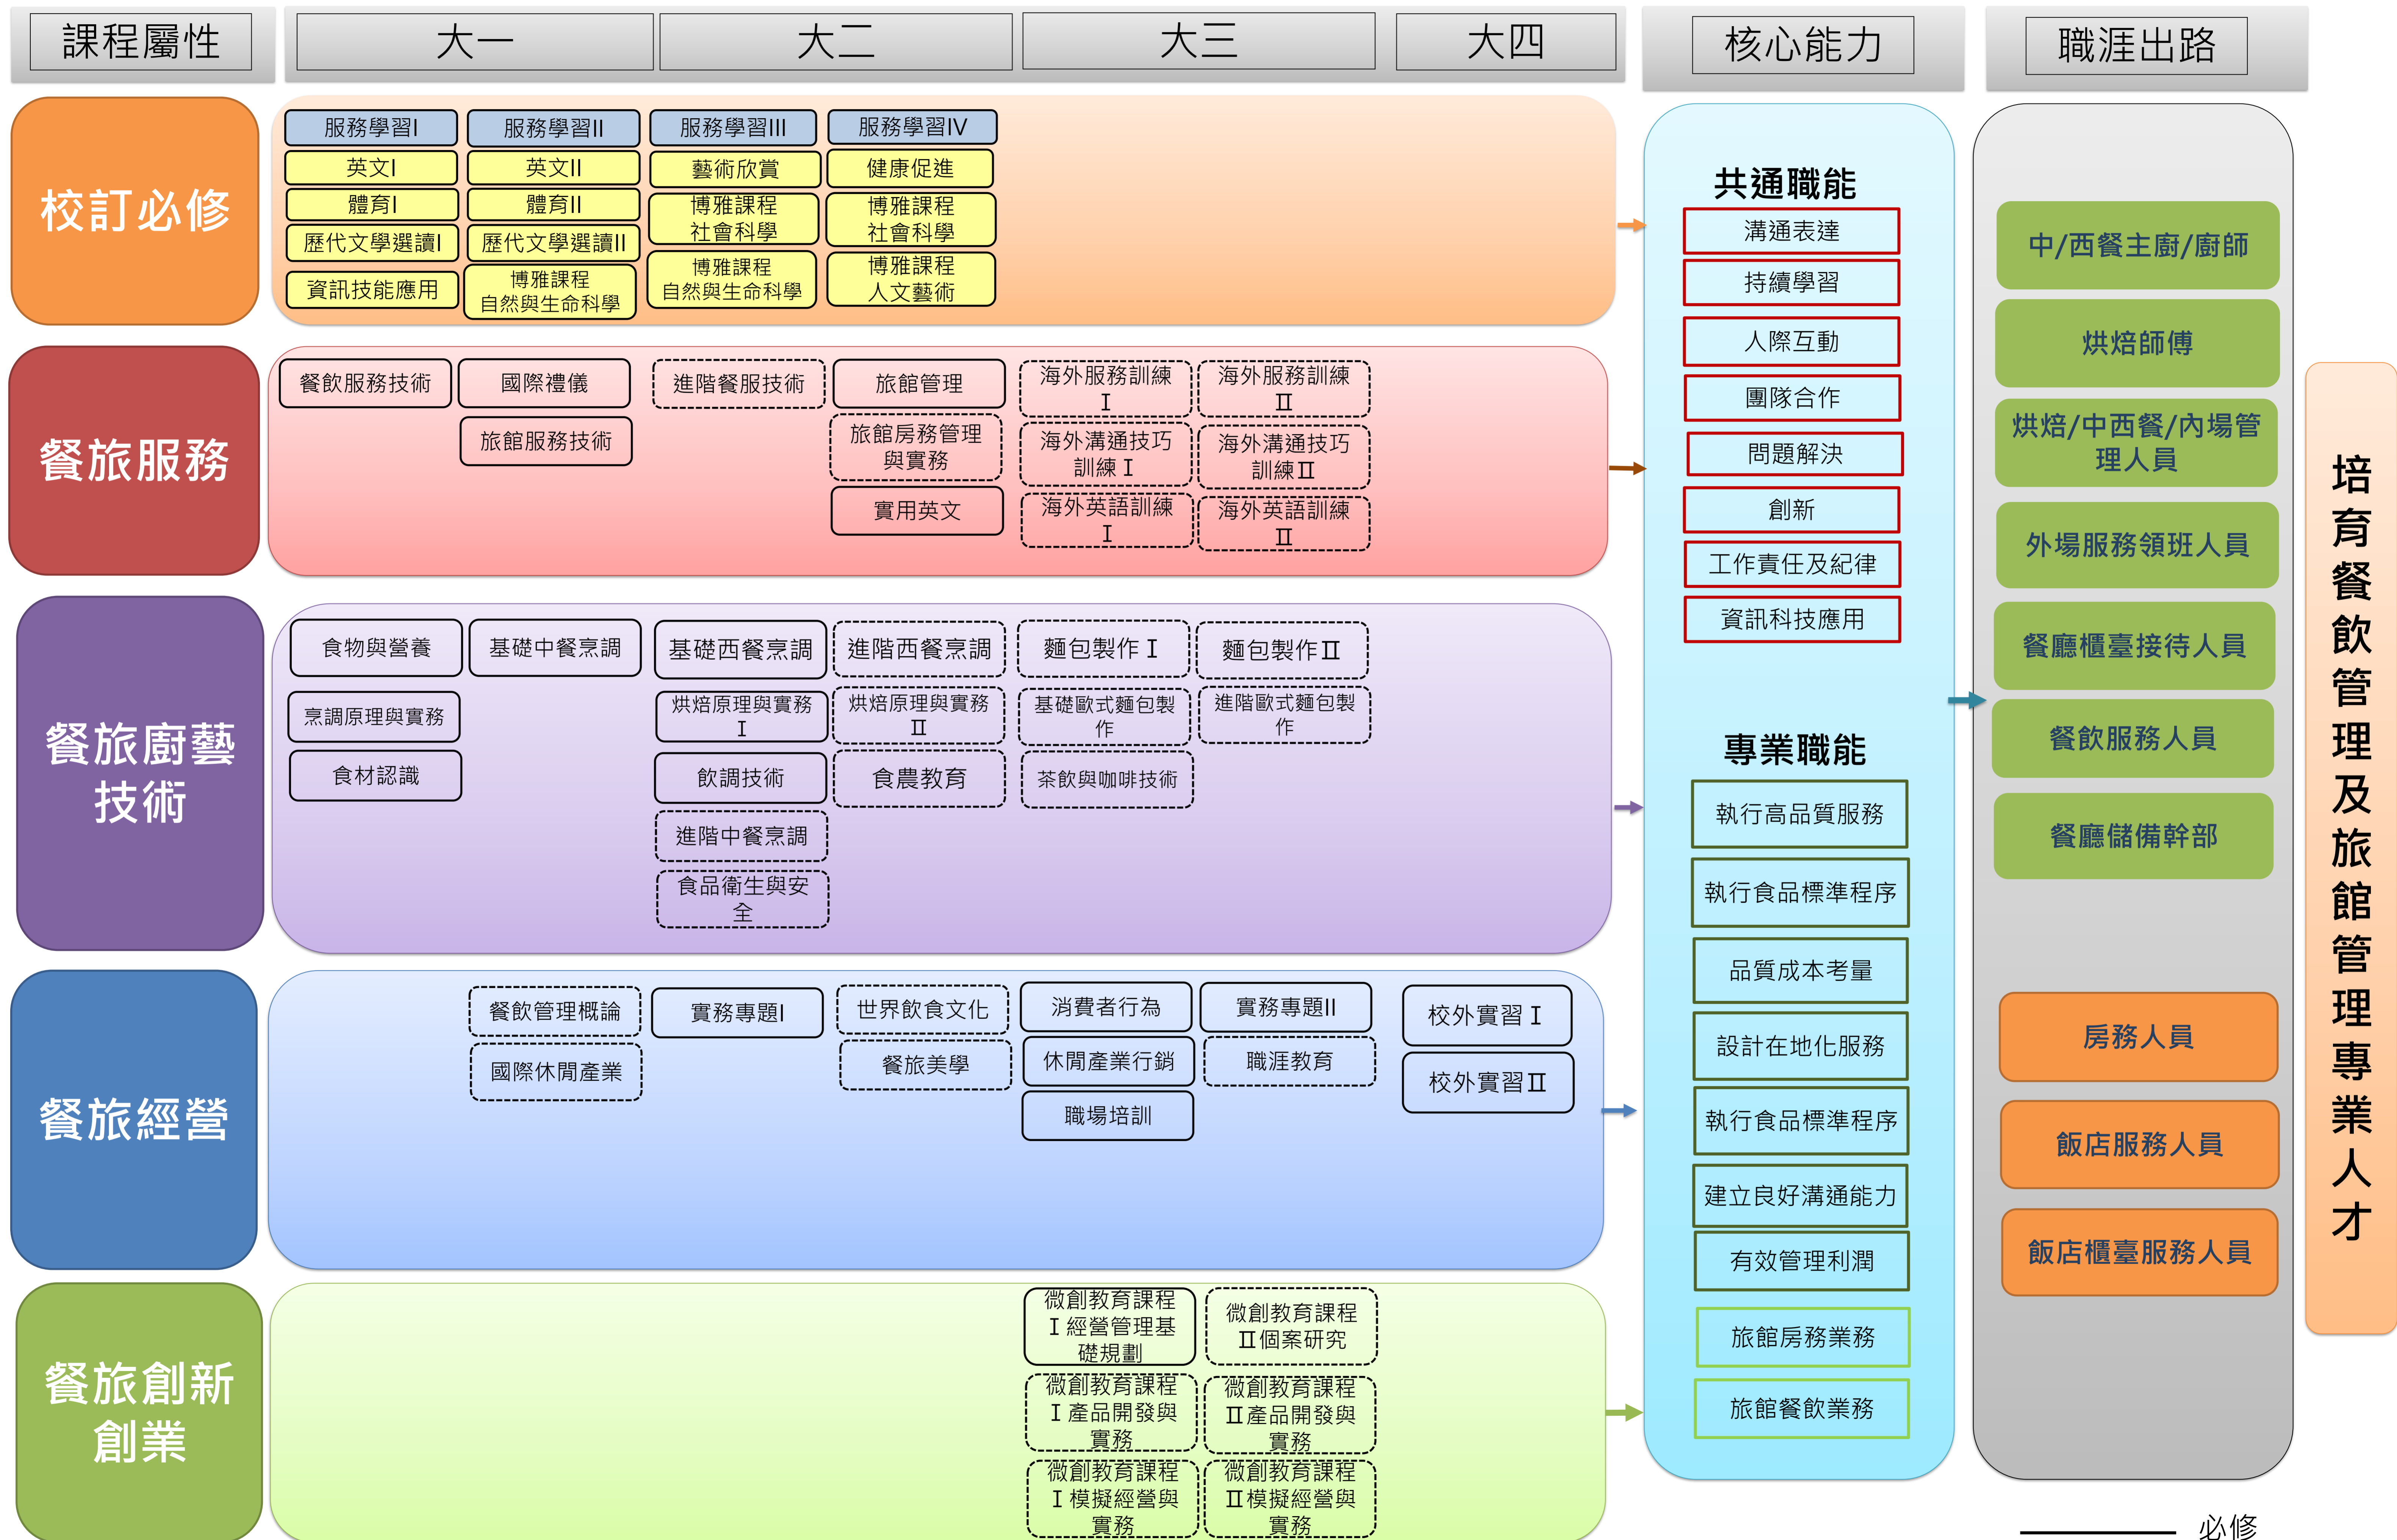 課程屬性
大一
大二
大三
大四
核心能力
職涯出路
校訂必修
服務學習I
服務學習II
服務學習III
服務學習IV
英文I
英文II
藝術欣賞
健康促進
體育I
體育II
博雅課程
社會科學
博雅課程
社會科學
歷代文學選讀I
歷代文學選讀II
博雅課程
自然與生命科學
博雅課程
人文藝術
資訊技能應用
博雅課程
自然與生命科學
餐旅服務
餐飲服務技術
國際禮儀
進階餐服技術
旅館管理
海外服務訓練
I
海外服務訓練
II
旅館服務技術
旅館房務管理
與實務
海外溝通技巧
訓練 I
海外溝通技巧
訓練II
實用英文
海外英語訓練
I
海外英語訓練
II
餐旅廚藝
技術
食物與營養
基礎中餐烹調
基礎西餐烹調
進階西餐烹調
麵包製作 I
麵包製作II
烹調原理與實務
烘焙原理與實務
I
烘焙原理與實務
II
基礎歐式麵包製
作
進階歐式麵包製
作
食材認識
飲調技術
食農教育
茶飲與咖啡技術
進階中餐烹調
食品衛生與安
全
餐旅經營
餐飲管理概論
實務專題I
世界飲食文化
消費者行為
實務專題II
校外實習 I
國際休閒產業
餐旅美學
休閒產業行銷
職涯教育
校外實習II
職場培訓
餐旅創新
創業
微創教育課程
I 經營管理基
礎規劃
微創教育課程
II個案研究
微創教育課程
I 產品開發與
實務
微創教育課程
II產品開發與
實務
微創教育課程
I 模擬經營與
實務
微創教育課程
II模擬經營與
實務
共通職能
溝通表達
持續學習
人際互動
團隊合作
問題解決
創新
工作責任及紀律
資訊科技應用
專業職能
執行高品質服務
執行食品標準程序
品質成本考量
設計在地化服務
執行食品標準程序
建立良好溝通能力
有效管理利潤
旅館房務業務
旅館餐飲業務
中/西餐主廚/廚師
烘焙師傅
烘焙/中西餐/內場管
理人員
外場服務領班人員
餐廳櫃臺接待人員
餐飲服務人員
餐廳儲備幹部
房務人員
飯店服務人員
飯店櫃臺服務人員
培育餐飲管理及旅館管理專業人才
必修